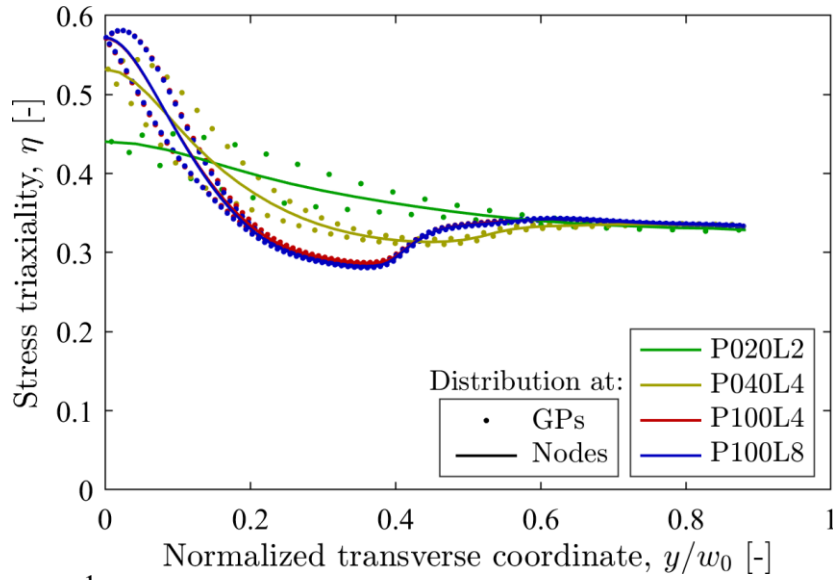 0.6
0.5
0.4
0.3
0.2
0.1
0
Stress triaxiality, η [-]
P020L2
P040L4
P100L4
P100L8
Distribution at:
GPs
Nodes
0
0.2
0.4
0.6
0.8
1
Normalized transverse coordinate, y/w₀ [-]